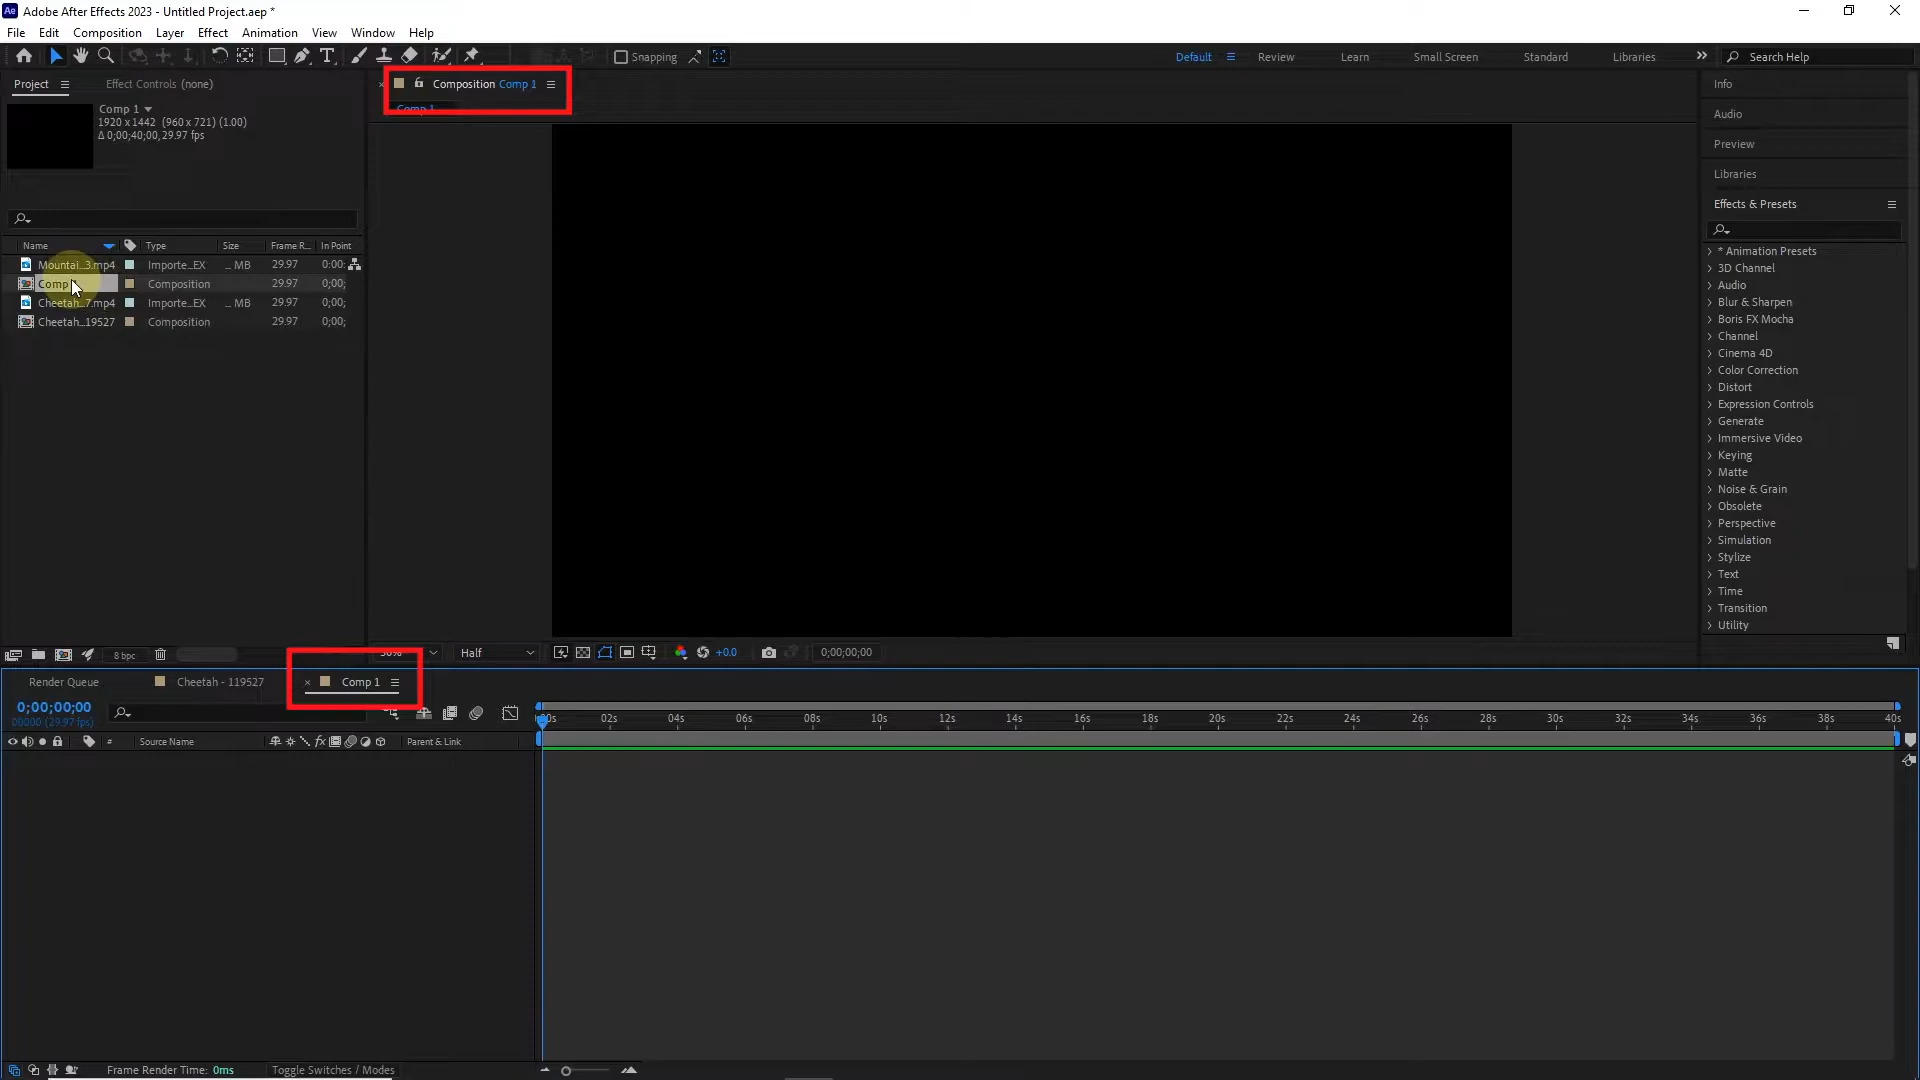 Adobe After Effects 2023 - Untitled Project.aep *
File Edit Composition Layer Effect Animation View Window Help
Snapping
Default Review Learn Small Screen Standard Libraries Search Help
Project Effect Controls (none)
Composition Comp 1
Comp 1
Comp 1
1920 x 1442 (960 x 721) (1.00)
Δ 0;00;40;00, 29.97 fps
Name Type Size Frame R... In Point
Mountai...3.mp4 Importe...EX ... MB 29.97 0:00:
Comp Composition 29.97 0;00;
Cheetah...7.mp4 Importe...EX ... MB 29.97 0;00;
Cheetah...19527 Composition 29.97 0;00;
Info
Audio
Preview
Libraries
Effects & Presets
* Animation Presets
3D Channel
Audio
Blur & Sharpen
Boris FX Mocha
Channel
Cinema 4D
Color Correction
Distort
Expression Controls
Generate
Immersive Video
Keying
Matte
Noise & Grain
Obsolete
Perspective
Simulation
Stylize
Text
Time
Transition
Utility
8 bpc
50% Half +0.0 0;00;00;00
Render Queue Cheetah - 119527 Comp 1
0;00;00;00
00000 (29.97 fps)
00s 02s 04s 06s 08s 10s 12s 14s 16s 18s 20s 22s 24s 26s 28s 30s 32s 34s 36s 38s 40s
# Source Name fx Parent & Link
Frame Render Time: 0ms Toggle Switches / Modes